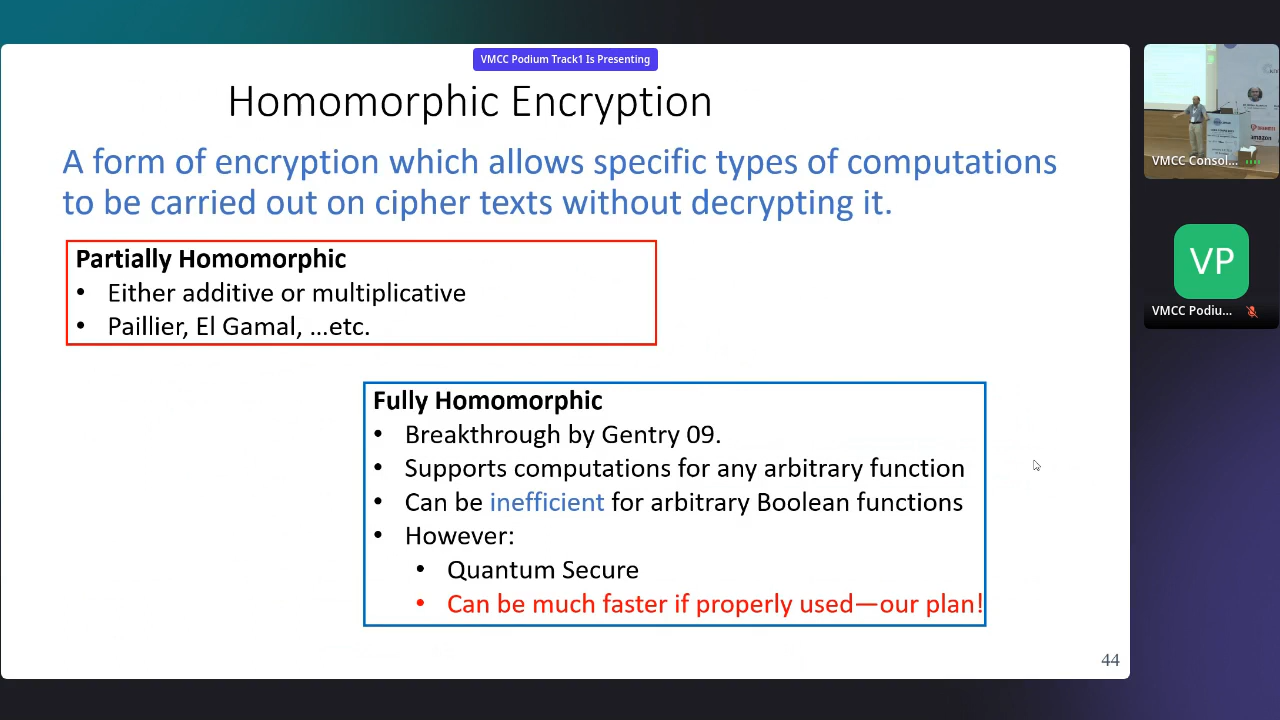 VMCC Podium Track1 Is Presenting
Homomorphic Encryption
A form of encryption which allows specific types of computations
to be carried out on cipher texts without decrypting it.
Partially Homomorphic
• Either additive or multiplicative
• Paillier, El Gamal, …etc.
Fully Homomorphic
• Breakthrough by Gentry 09.
• Supports computations for any arbitrary function
• Can be inefficient for arbitrary Boolean functions
• However:
• Quantum Secure
• Can be much faster if properly used—our plan!
44
amazon
VMCC Consol...
VP
VMCC Podiu...